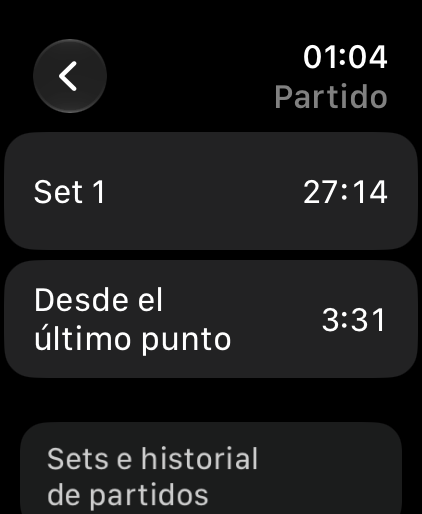 01:04
Partido
Set 1 27:14
Desde el
último punto 3:31
Sets e historial
de partidos